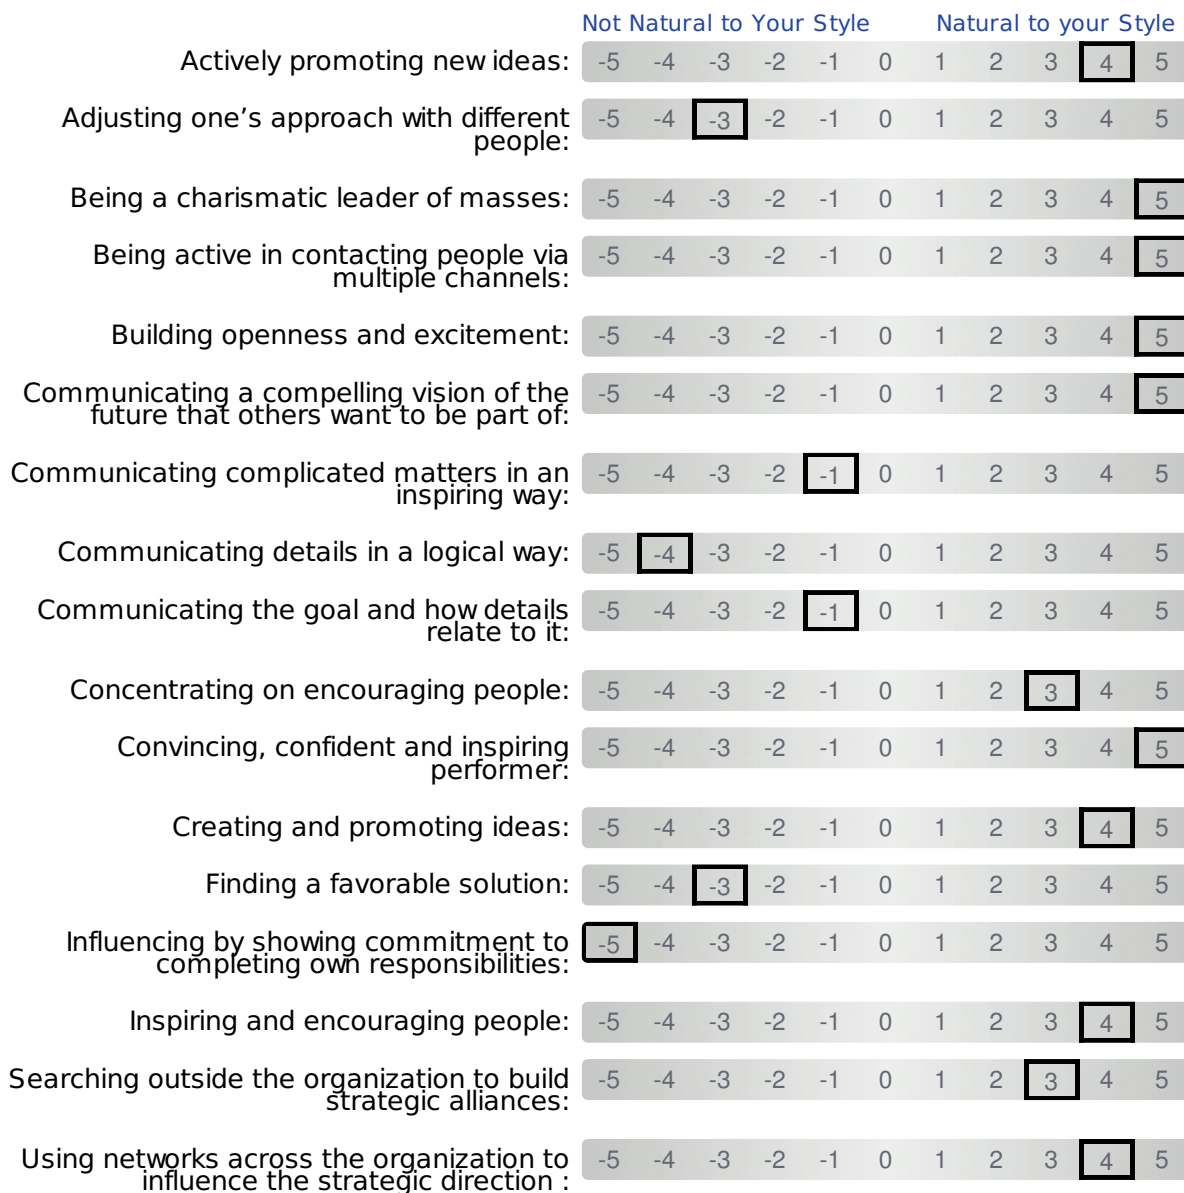 Not Natural to Your Style Natural to your Style
Actively promoting new ideas: -5 -4 -3 -2 -1 0 1 2 3 4 5
Adjusting one’s approach with different
people: -5 -4 -3 -2 -1 0 1 2 3 4 5
Being a charismatic leader of masses: -5 -4 -3 -2 -1 0 1 2 3 4 5
Being active in contacting people via
multiple channels: -5 -4 -3 -2 -1 0 1 2 3 4 5
Building openness and excitement: -5 -4 -3 -2 -1 0 1 2 3 4 5
Communicating a compelling vision of the
future that others want to be part of: -5 -4 -3 -2 -1 0 1 2 3 4 5
Communicating complicated matters in an
inspiring way: -5 -4 -3 -2 -1 0 1 2 3 4 5
Communicating details in a logical way: -5 -4 -3 -2 -1 0 1 2 3 4 5
Communicating the goal and how details
relate to it: -5 -4 -3 -2 -1 0 1 2 3 4 5
Concentrating on encouraging people: -5 -4 -3 -2 -1 0 1 2 3 4 5
Convincing, confident and inspiring
performer: -5 -4 -3 -2 -1 0 1 2 3 4 5
Creating and promoting ideas: -5 -4 -3 -2 -1 0 1 2 3 4 5
Finding a favorable solution: -5 -4 -3 -2 -1 0 1 2 3 4 5
Influencing by showing commitment to
completing own responsibilities: -5 -4 -3 -2 -1 0 1 2 3 4 5
Inspiring and encouraging people: -5 -4 -3 -2 -1 0 1 2 3 4 5
Searching outside the organization to build
strategic alliances: -5 -4 -3 -2 -1 0 1 2 3 4 5
Using networks across the organization to
influence the strategic direction : -5 -4 -3 -2 -1 0 1 2 3 4 5